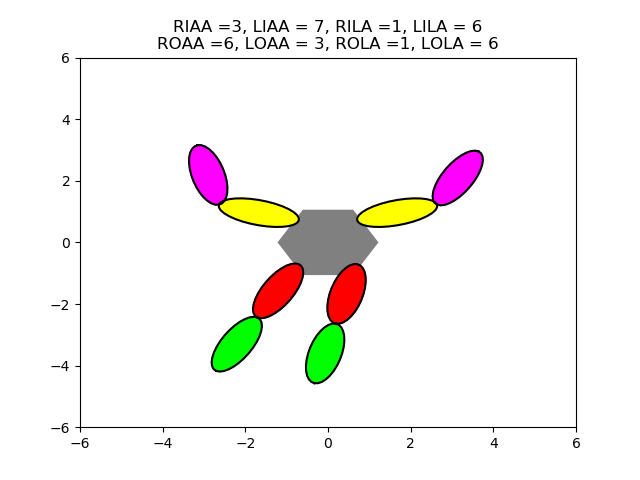 RIAA =3, LIAA = 7, RILA =1, LILA = 6
ROAA =6, LOAA = 3, ROLA =1, LOLA = 6
6
4
2
0
−2
−4
−6
−6 −4 −2 0 2 4 6